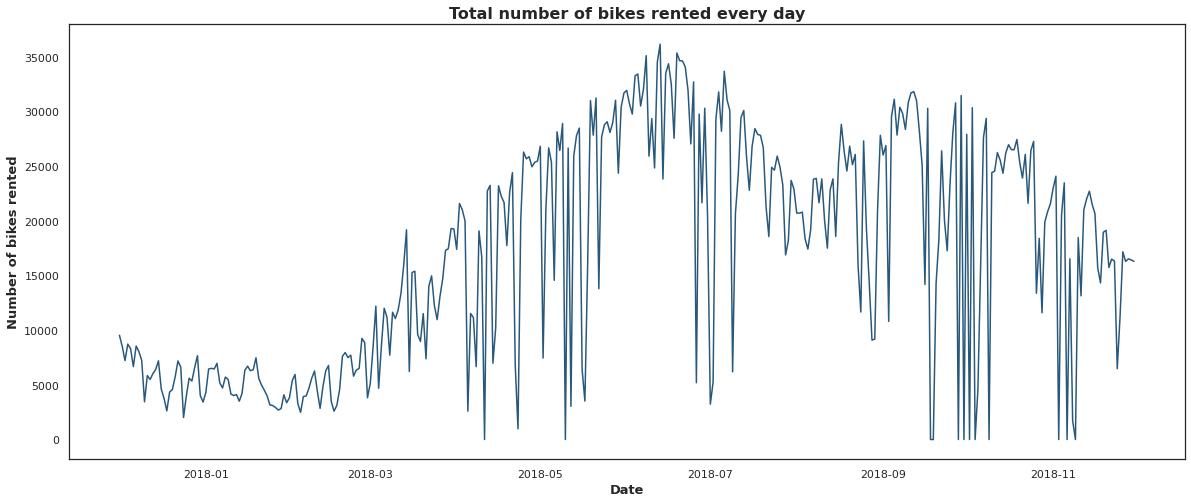 Total number of bikes rented every day
Number of bikes rented
35000
30000
25000
20000
15000
10000
5000
0
2018-01 2018-03 2018-05 2018-07 2018-09 2018-11
Date